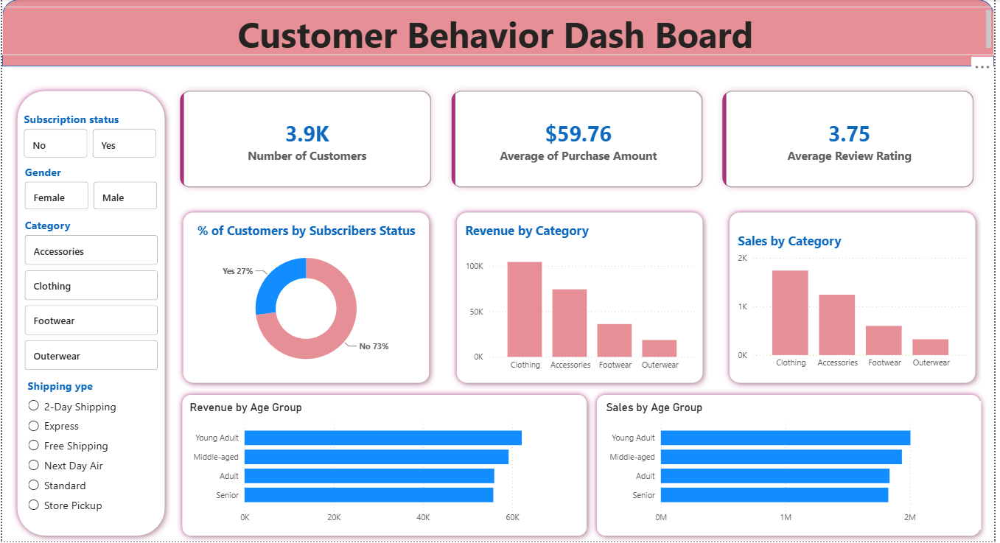 Customer Behavior Dash Board
Subscription status
No
Yes
Gender
Female
Male
Category
Accessories
Clothing
Footwear
Outerwear
Shipping ype
2-Day Shipping
Express
Free Shipping
Next Day Air
Standard
Store Pickup
3.9K
Number of Customers
$59.76
Average of Purchase Amount
3.75
Average Review Rating
% of Customers by Subscribers Status
Yes 27%
No 73%
Revenue by Category
100K
50K
0K
Clothing Accessories Footwear Outerwear
Sales by Category
2K
1K
0K
Clothing Accessories Footwear Outerwear
Revenue by Age Group
Young Adult
Middle-aged
Adult
Senior
0K 20K 40K 60K
Sales by Age Group
Young Adult
Middle-aged
Adult
Senior
0M 1M 2M